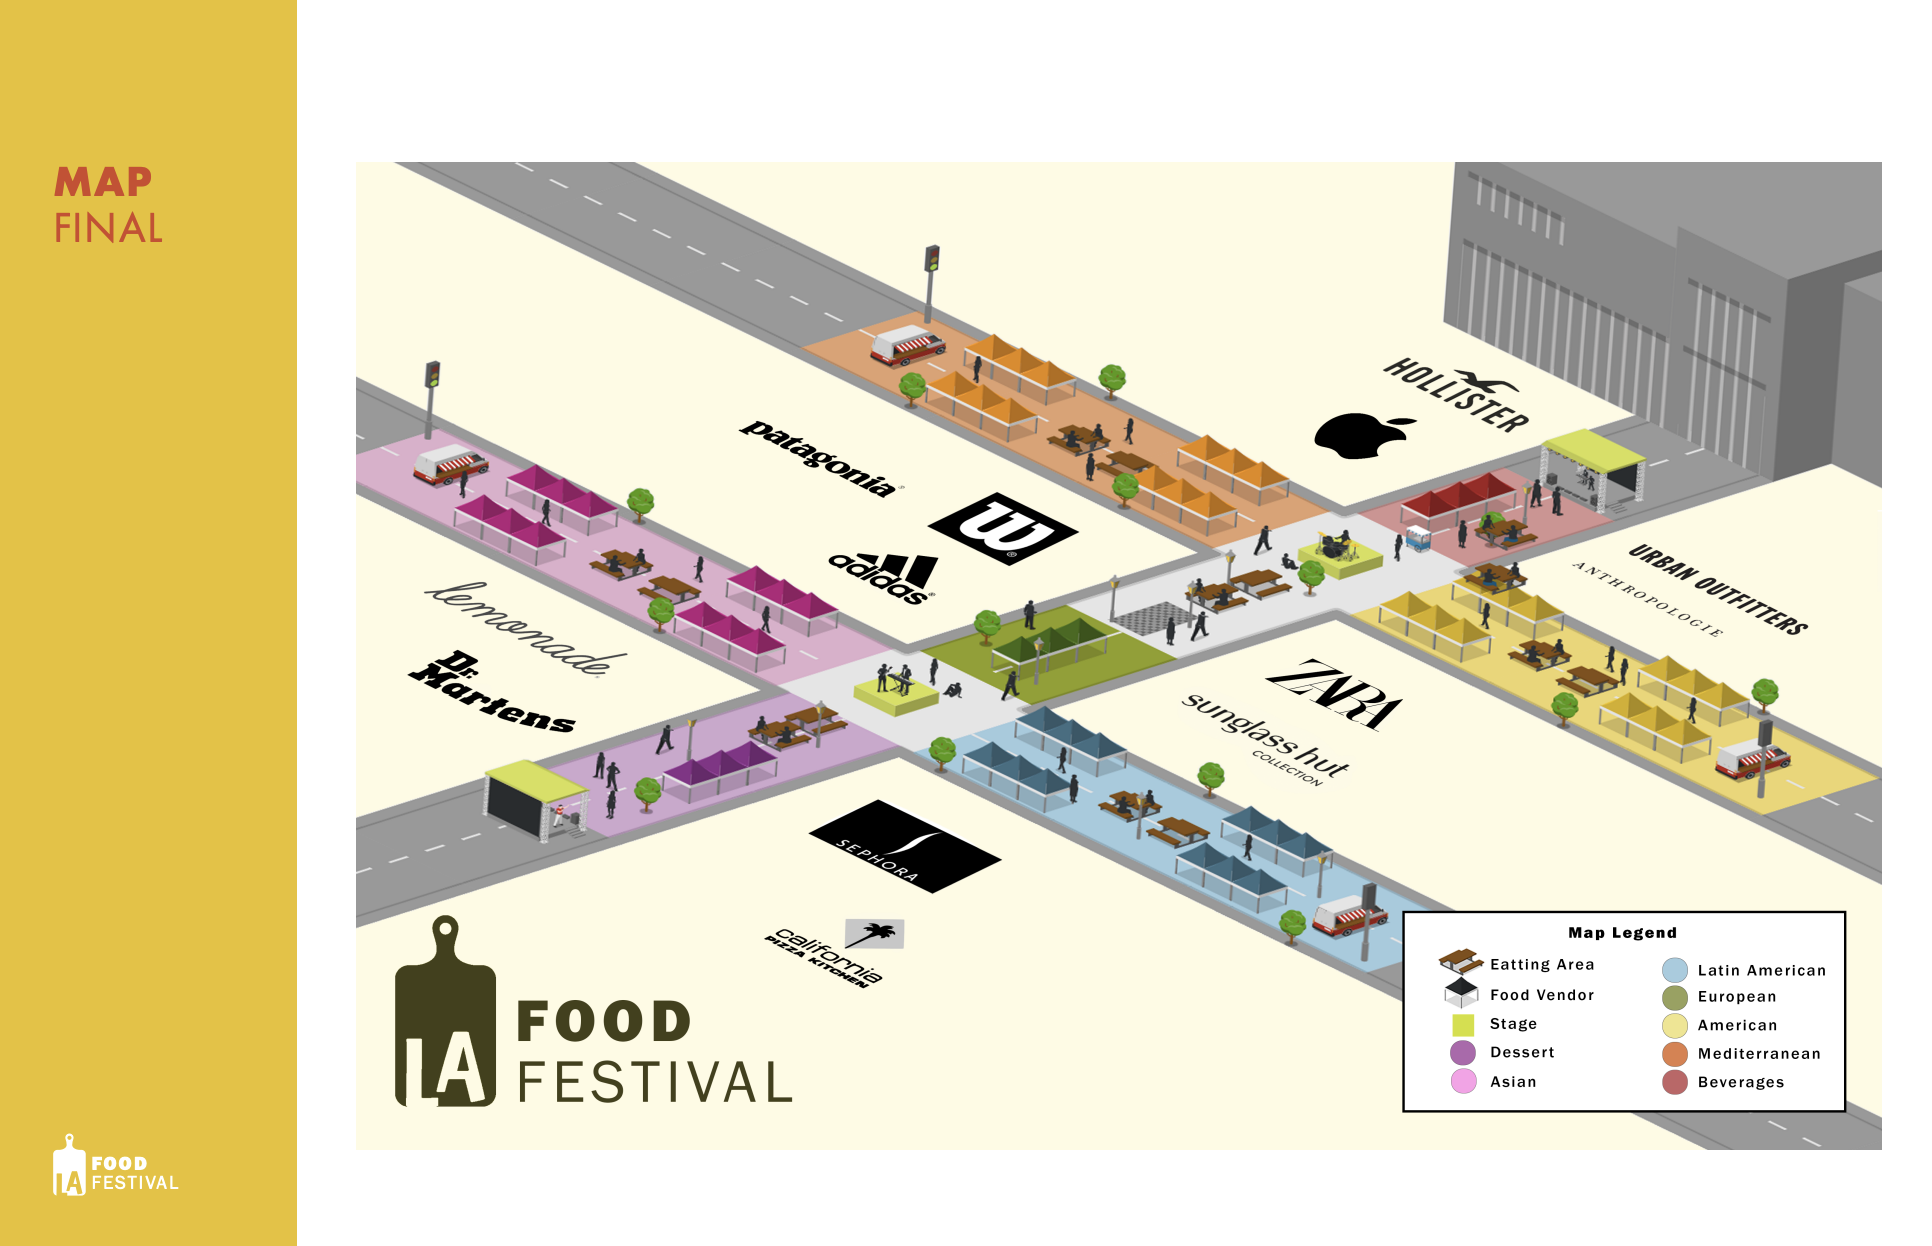 MAP
FINAL
HOLLISTER
patagonia®
W®
adidas®
URBAN OUTFITTERS
ANTHROPOLOGIE
lemonade.
Dr.
Martens
ZARA
sunglass hut
COLLECTION
SEPHORA
california
PIZZA KITCHEN
LA
FOOD
FESTIVAL
Map Legend
Eatting Area
Food Vendor
Stage
Dessert
Asian
Latin American
European
American
Mediterranean
Beverages
LA
FOOD
FESTIVAL